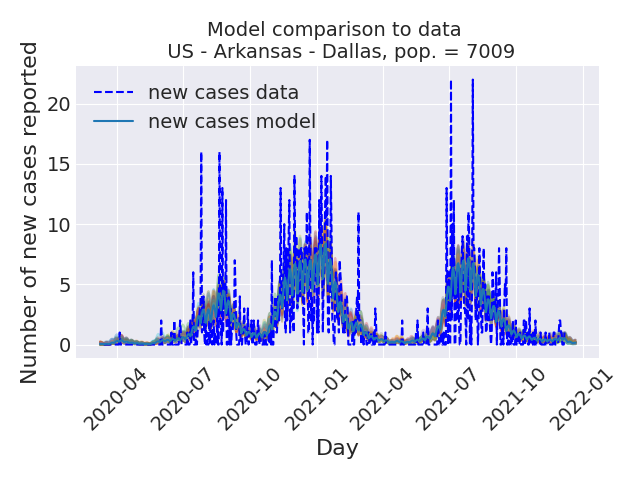 Model comparison to data
US - Arkansas - Dallas, pop. = 7009
Number of new cases reported
new cases data
new cases model
20
15
10
5
0
2020-04
2020-07
2020-10
2021-01
2021-04
2021-07
2021-10
2022-01
Day